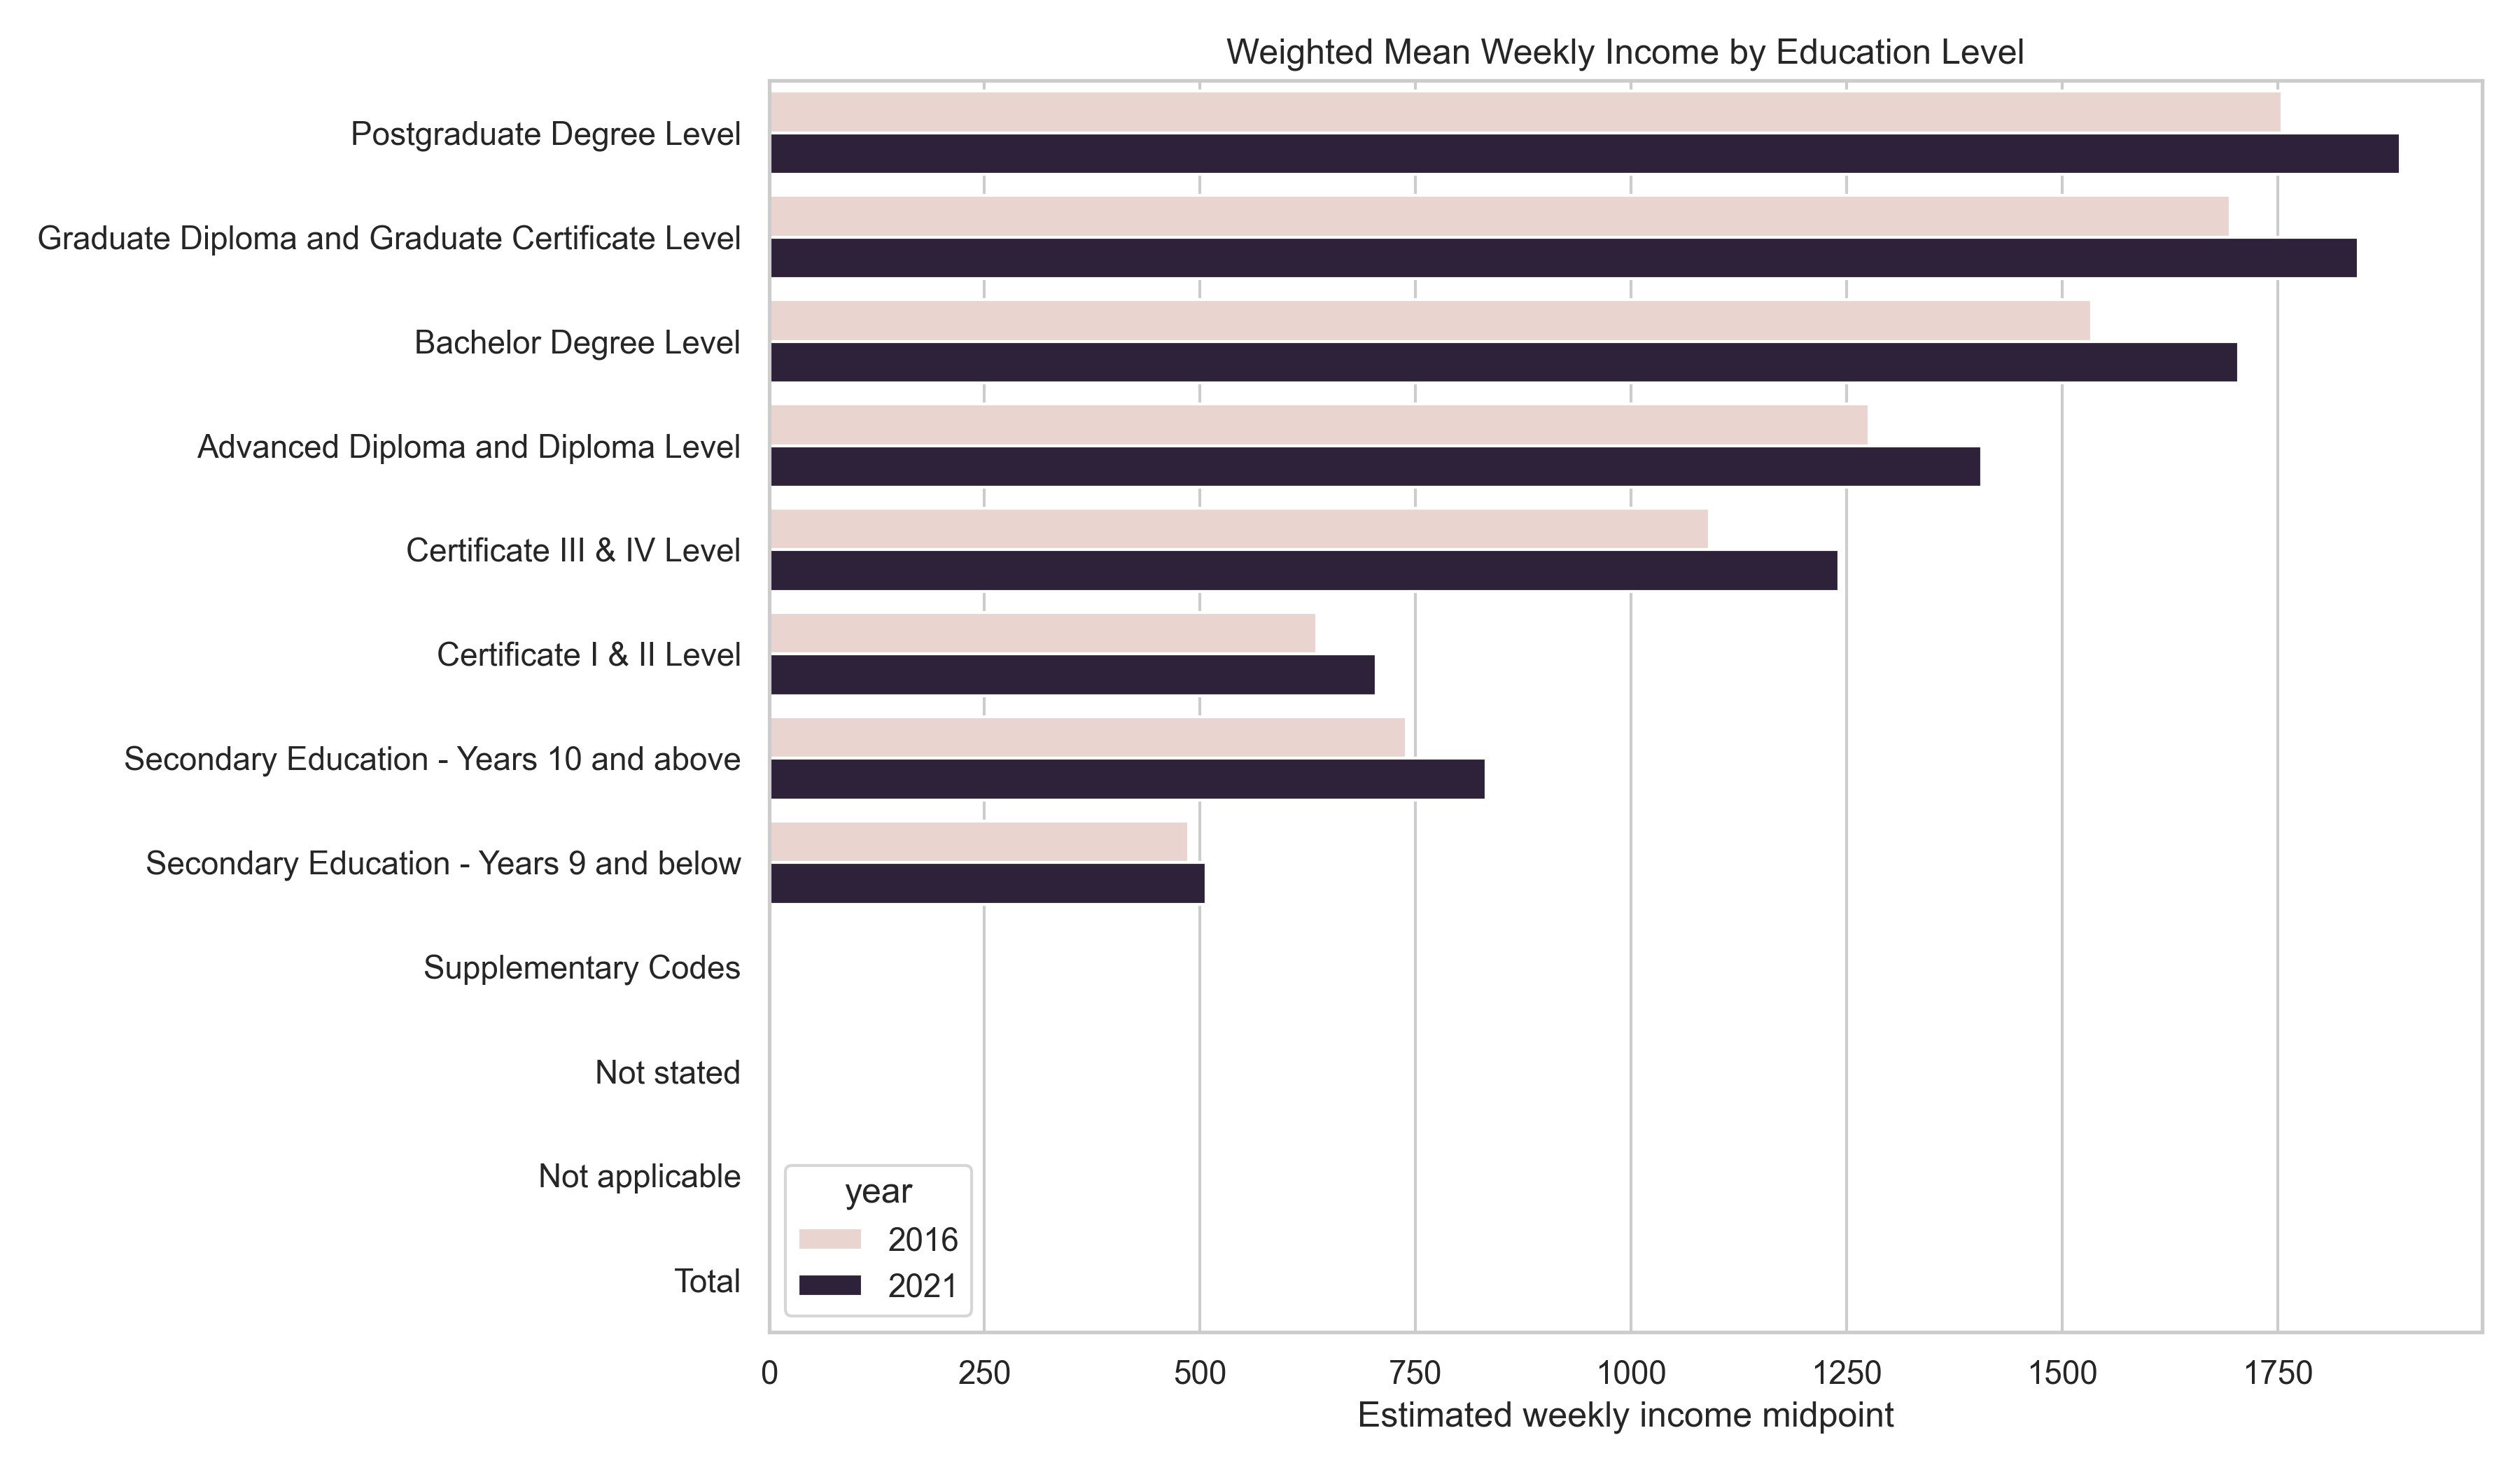 Weighted Mean Weekly Income by Education Level
Postgraduate Degree Level
Graduate Diploma and Graduate Certificate Level
Bachelor Degree Level
Advanced Diploma and Diploma Level
Certificate III & IV Level
Certificate I & II Level
Secondary Education - Years 10 and above
Secondary Education - Years 9 and below
Supplementary Codes
Not stated
Not applicable
Total
year
2016
2021
0 250 500 750 1000 1250 1500 1750
Estimated weekly income midpoint